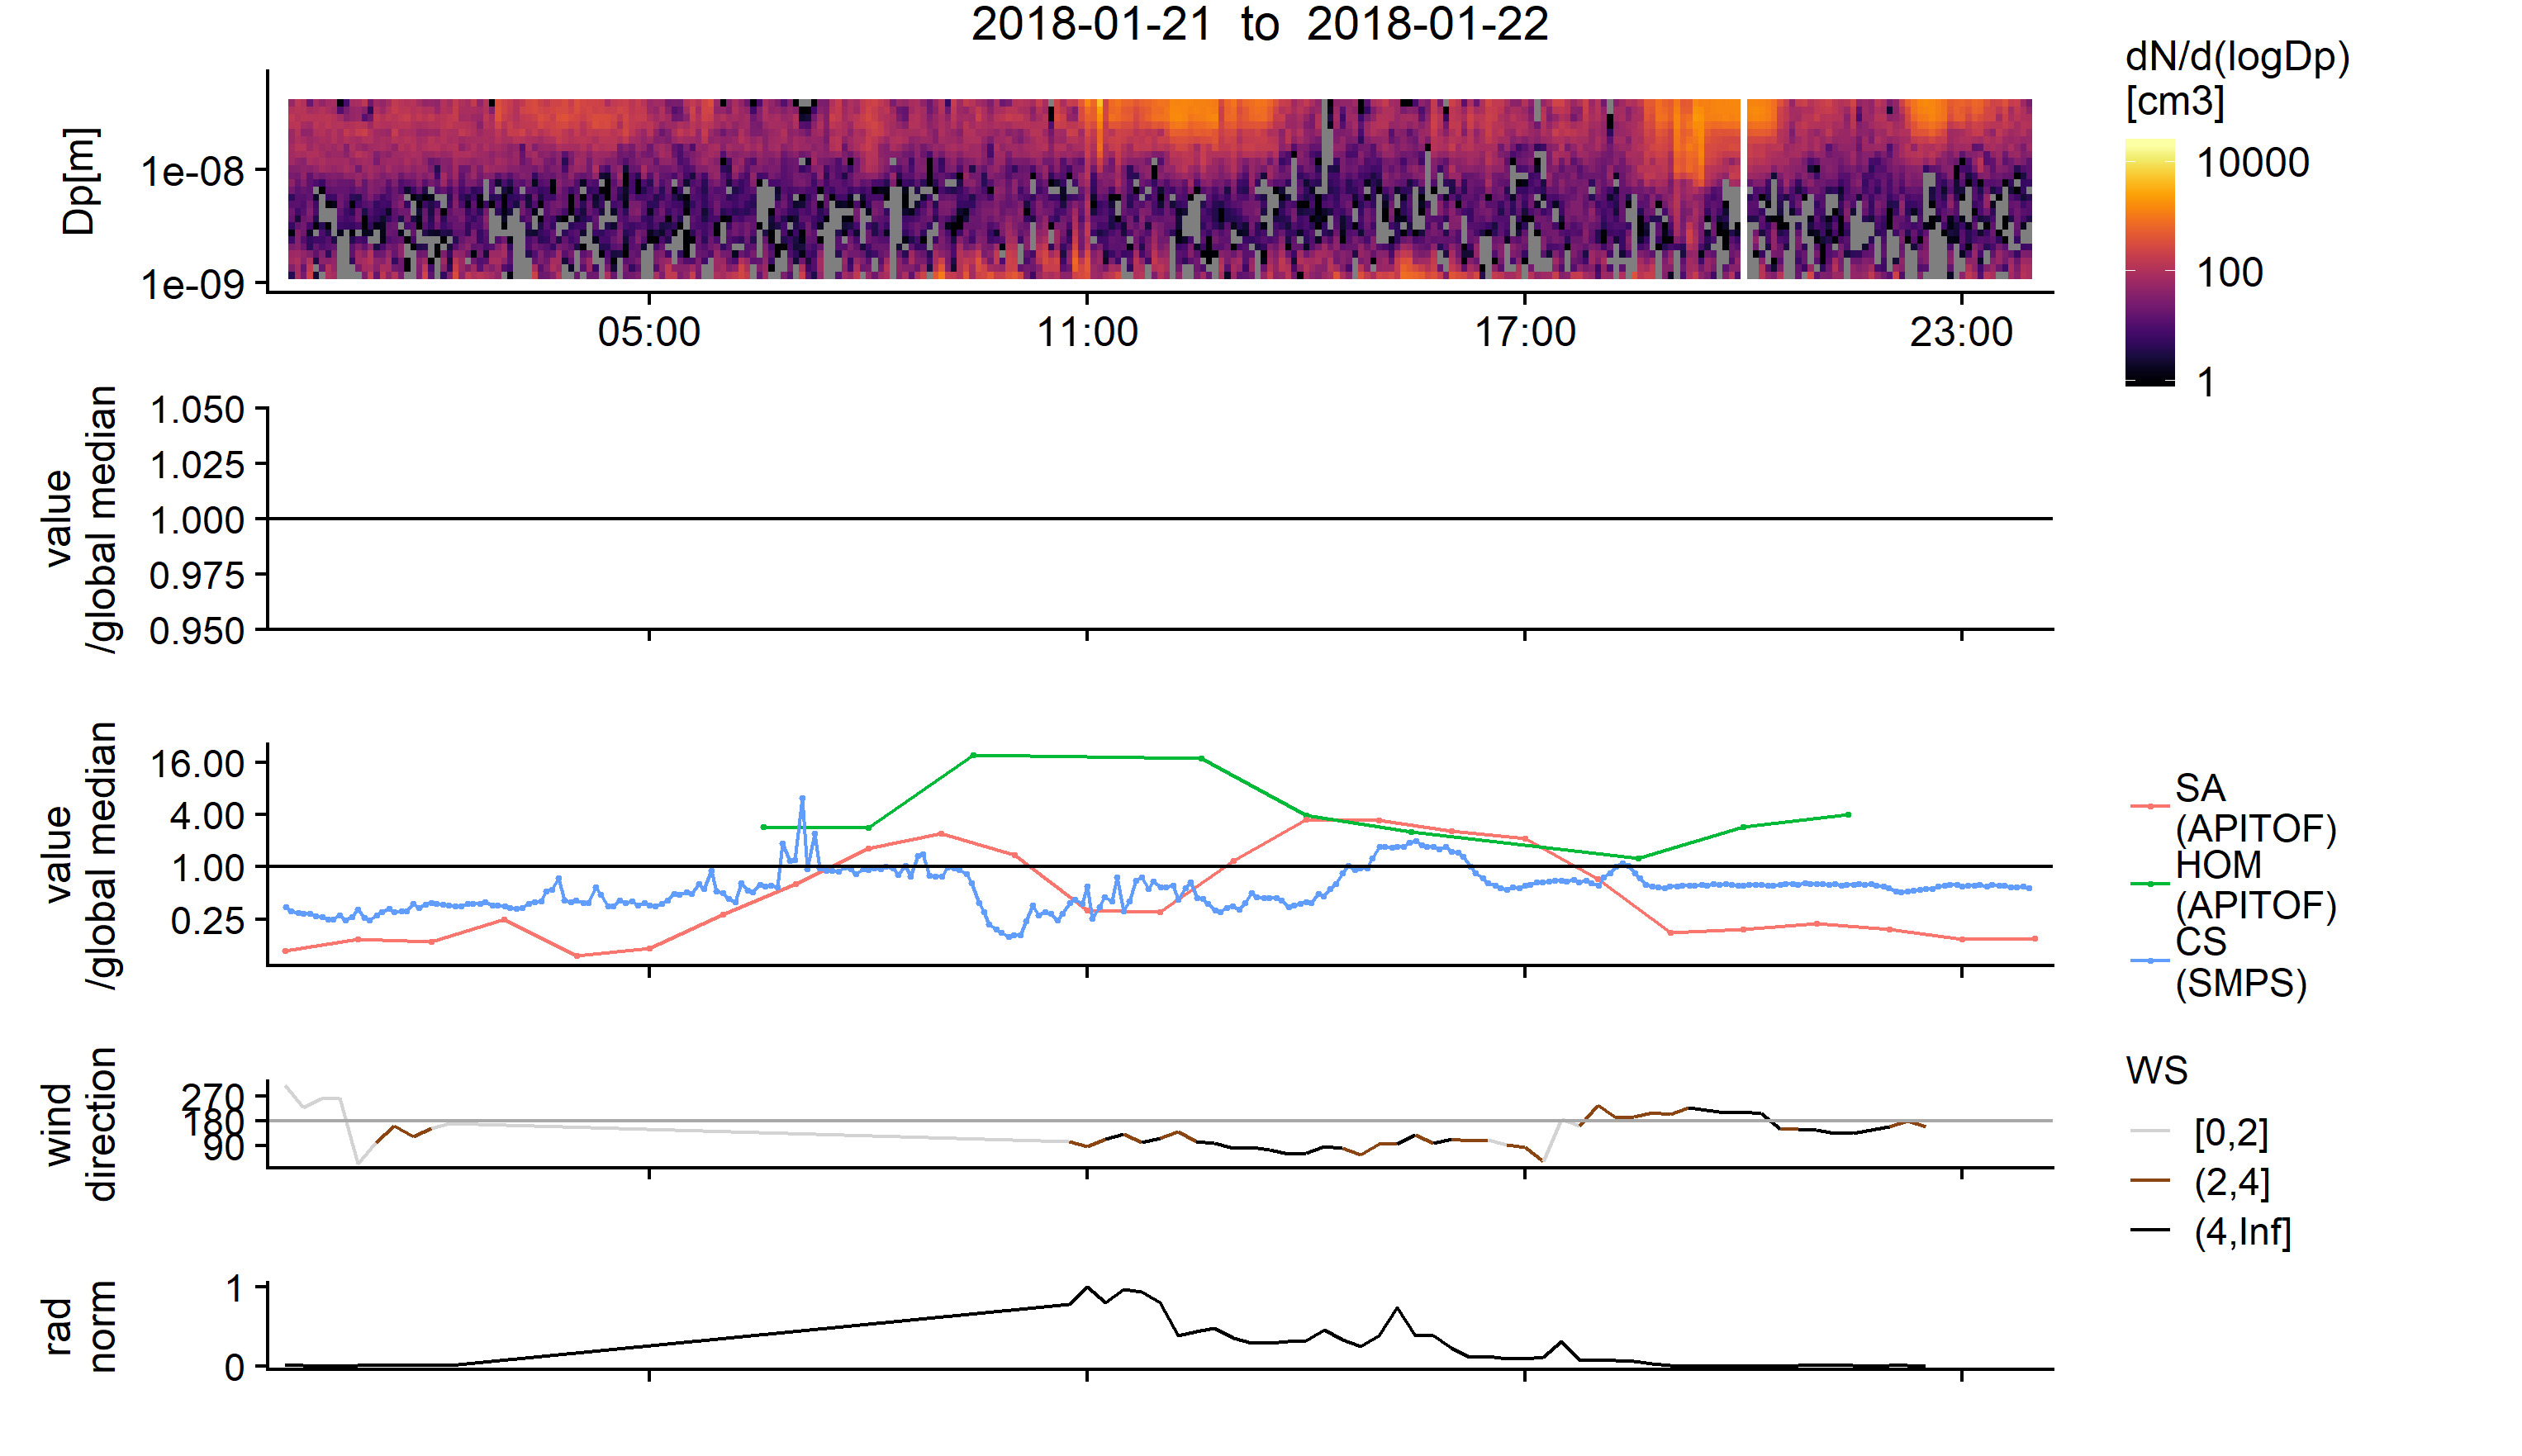 2018-01-21 to 2018-01-22
Dp[m]
1e-08
1e-09
05:00
11:00
17:00
23:00
dN/d(logDp)
[cm3]
10000
100
1
value
/global median
1.050
1.025
1.000
0.975
0.950
value
/global median
16.00
4.00
1.00
0.25
SA
(APITOF)
HOM
(APITOF)
CS
(SMPS)
wind
direction
270
180
90
WS
[0,2]
(2,4]
(4,Inf]
rad
norm
1
0